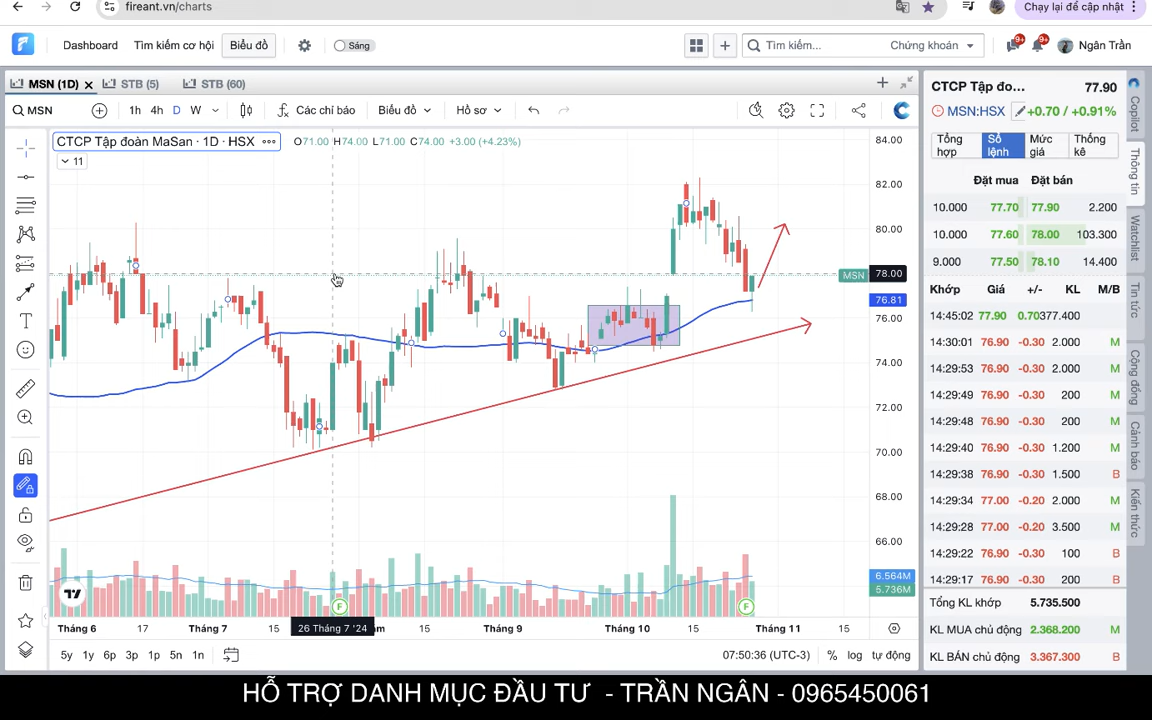 fireant.vn/charts
Chạy lại để cập nhật
Dashboard
Tìm kiếm cơ hội
Biểu đồ
Sáng
Tìm kiếm...
Chứng khoán
9+
9+
Ngân Trần
MSN (1D)
STB (5)
STB (60)
MSN
1h
4h
D
W
Các chỉ báo
Biểu đồ
Hồ sơ
CTCP Tập đoàn MaSan · 1D · HSX
O71.00 H74.00 L71.00 C74.00 +3.00 (+4.23%)
11
84.00
82.00
80.00
MSN
78.00
76.81
76.00
74.00
72.00
70.00
68.00
66.00
6.564M
5.736M
F
F
Tháng 6
17
Tháng 7
15
26 Tháng 7 '24
15
Tháng 9
15
Tháng 10
15
Tháng 11
15
5y 1y 6p 3p 1p 5n 1n
07:50:36 (UTC-3)
% log tự động
CTCP Tập đo... 77.90
MSN:HSX +0.70 / +0.91%
Tổng hợp
Sổ lệnh
Mức giá
Thống kê
Đặt mua Đặt bán
10.000 77.70 77.90 2.200
10.000 77.60 78.00 103.300
9.000 77.50 78.10 14.400
Khớp Giá +/- KL M/B
14:45:02 77.90 0.70 377.400
14:30:01 76.90 -0.30 2.000 M
14:29:53 76.90 -0.30 2.000 M
14:29:49 76.90 -0.30 200 M
14:29:48 76.90 -0.30 200 M
14:29:40 76.90 -0.30 1.200 M
14:29:38 76.90 -0.30 1.500 B
14:29:34 77.00 -0.20 2.000 M
14:29:28 77.00 -0.20 3.500 M
14:29:22 76.90 -0.30 100 B
14:29:17 76.90 -0.30 200 B
Tổng KL khớp 5.735.500
KL MUA chủ động 2.368.200 M
KL BÁN chủ động 3.367.300 B
Copilot
Thông tin
Watchlist
Tin tức
Cộng đồng
Cảnh báo
Kiến thức
HỖ TRỢ DANH MỤC ĐẦU TƯ - TRẦN NGÂN - 0965450061